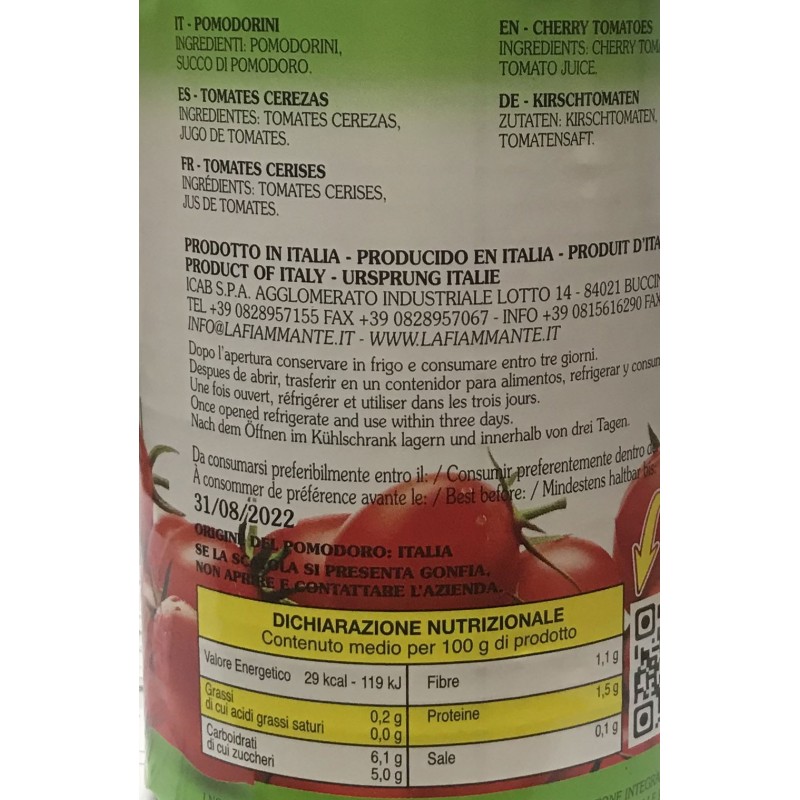 IT - POMODORINI
INGREDIENTI: POMODORINI,
SUCCO DI POMODORO.
ES - TOMATES CEREZAS
INGREDIENTES: TOMATES CEREZAS,
JUGO DE TOMATES.
FR - TOMATES CERISES
INGRÉDIENTS: TOMATES CERISES,
JUS DE TOMATES.
EN - CHERRY TOMATOES
INGREDIENTS: CHERRY
TOMATO JUICE.
DE - KIRSCHTOMATEN
ZUTATEN: KIRSCHTOMATEN,
TOMATENSAFT.
PRODOTTO IN ITALIA - PRODUCIDO EN ITALIA - PRODUIT
PRODUCT OF ITALY - URSPRUNG ITALIE
ICAB S.P.A. AGGLOMERATO INDUSTRIALE LOTTO 14 - 84021
TEL +39 0828957155 FAX +39 0828957067 - INFO +39 0815616290 FAX
INFO@LAFIAMMANTE.IT - WWW.LAFIAMMANTE.IT
Dopo l'apertura conservare in frigo e consumare entro tre giorni.
Despues de abrir, trasferir en un contenidor para alimentos, refrigerar y
Une fois ouvert, réfrigérer et utiliser dans les trois jours.
Once opened refrigerate and use within three days.
Nach dem Öffnen im Kühlschrank lagern und innerhalb von drei Tagen.
Da consumarsi preferibilmente entro il: / Consumir preferentemente dentro
À consommer de préférence avante le: / Best before: / Mindestens haltbar bis:
31/08/2022
ORIGINE DEL POMODORO: ITALIA
SE LA SCATOLA SI PRESENTA GONFIA,
NON APRIRE E CONTATTARE L'AZIENDA.
DICHIARAZIONE NUTRIZIONALE
Contenuto medio per 100 g di prodotto
Valore Energetico 29 kcal - 119 kJ
Grassi 0,2 g
di cui acidi grassi saturi 0,0 g
Carboidrati 6,1 g
di cui zuccheri 5,0 g
Fibre 1,1 g
Proteine 1,5 g
Sale 0,1 g